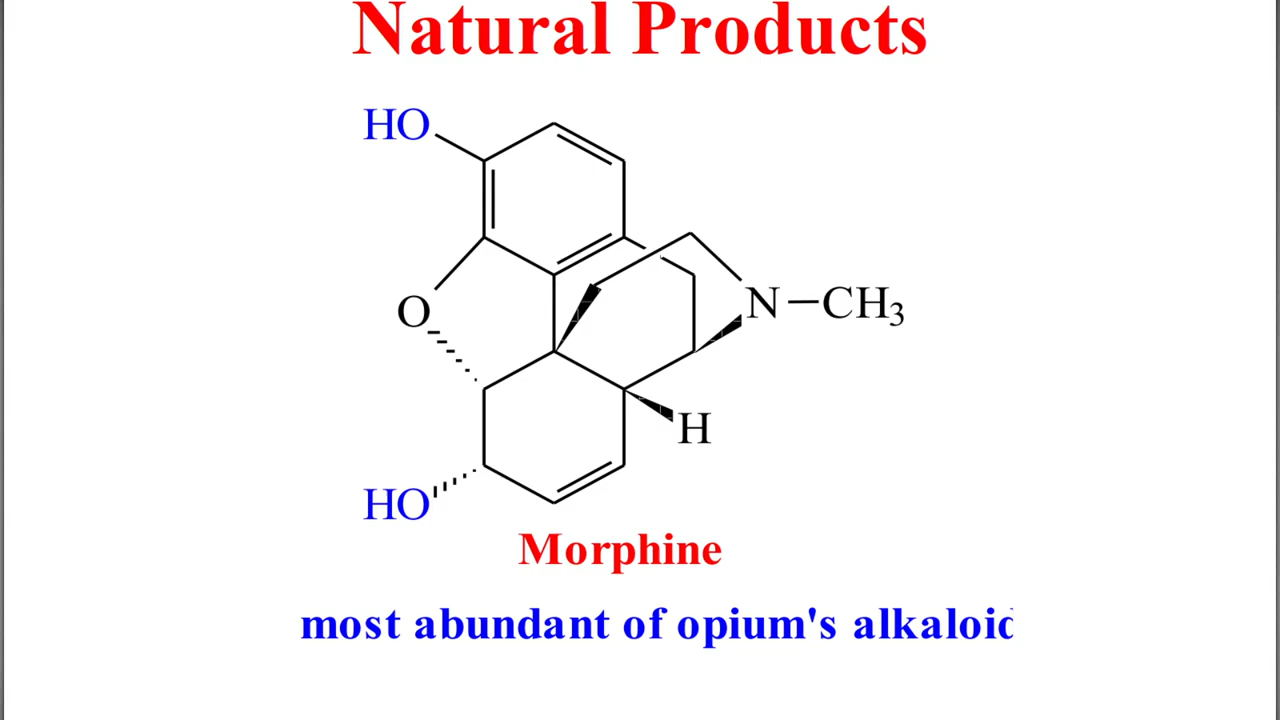 Natural Products
HO
O
N—CH3
H
HO
Morphine
most abundant of opium's